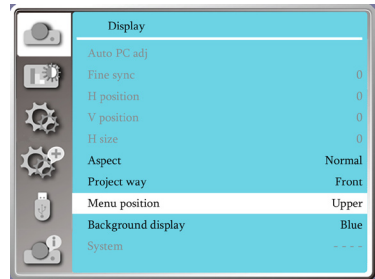 Display
Auto PC adj
Fine sync 0
H position 0
V position 0
H size 0
Aspect Normal
Project way Front
Menu position Upper
Background display Blue
System - - - -